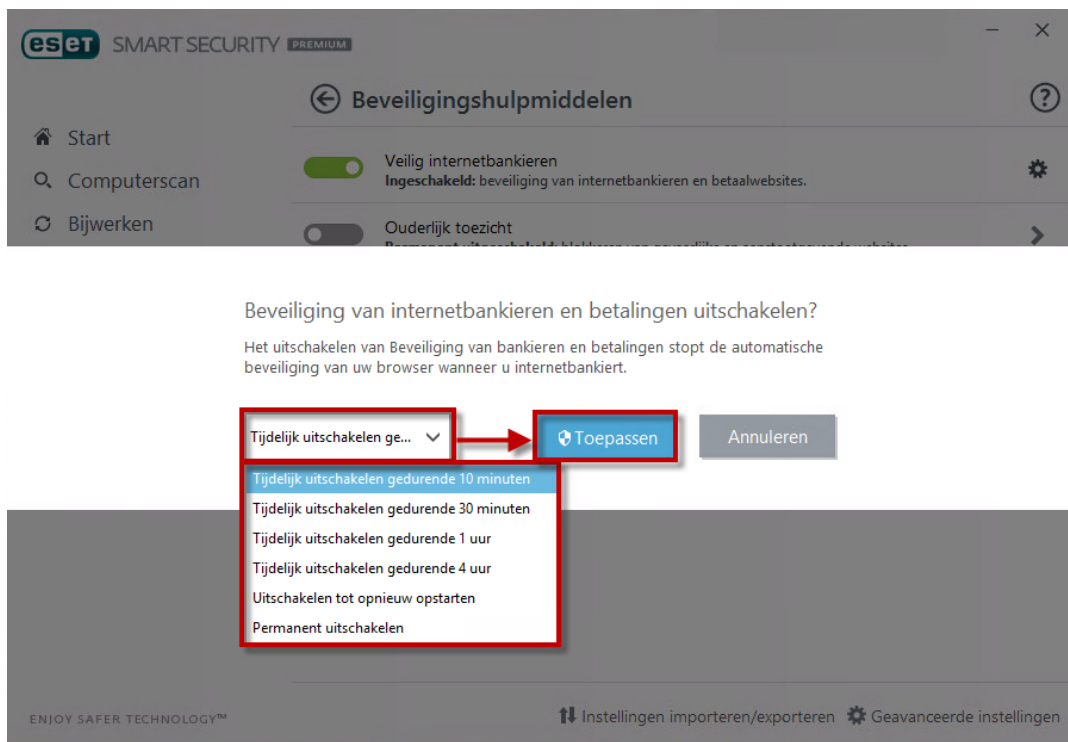 eset SMART SECURITY PREMIUM
Beveiligingshulpmiddelen
Start
Computerscan
Bijwerken
Veilig internetbankieren
Ingeschakeld: beveiliging van internetbankieren en betaalwebsites.
Ouderlijk toezicht
Beveiliging van internetbankieren en betalingen uitschakelen?
Het uitschakelen van Beveiliging van bankieren en betalingen stopt de automatische
beveiliging van uw browser wanneer u internetbankiert.
Tijdelijk uitschakelen ge...
Toepassen
Annuleren
Tijdelijk uitschakelen gedurende 10 minuten
Tijdelijk uitschakelen gedurende 30 minuten
Tijdelijk uitschakelen gedurende 1 uur
Tijdelijk uitschakelen gedurende 4 uur
Uitschakelen tot opnieuw opstarten
Permanent uitschakelen
ENJOY SAFER TECHNOLOGY™
Instellingen importeren/exporteren
Geavanceerde instellingen